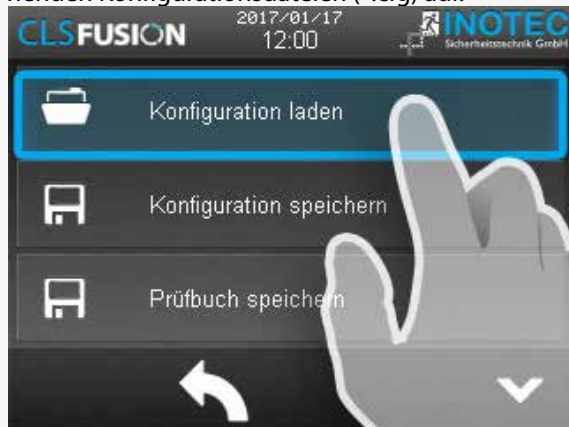 CLSFUSION
2017/01/17
12:00
INOTEC
Sicherheitstechnik GmbH
Konfiguration laden
Konfiguration speichern
Prüfbuch speichern